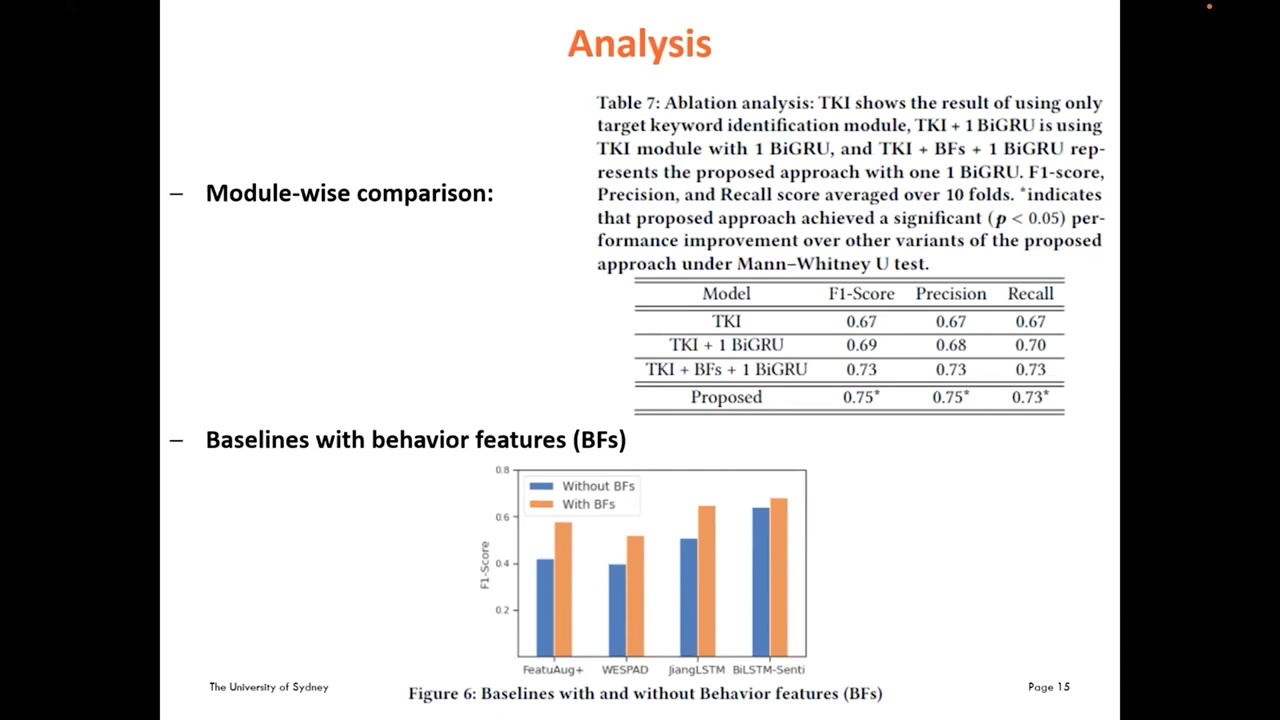 Analysis
Table 7: Ablation analysis: TKI shows the result of using only
target keyword identification module, TKI + 1 BiGRU is using
TKI module with 1 BiGRU, and TKI + BFs + 1 BiGRU rep-
resents the proposed approach with one 1 BiGRU. F1-score,
Precision, and Recall score averaged over 10 folds. *indicates
that proposed approach achieved a significant (p < 0.05) per-
formance improvement over other variants of the proposed
approach under Mann–Whitney U test.
– Module-wise comparison:
Model F1-Score Precision Recall
TKI 0.67 0.67 0.67
TKI + 1 BiGRU 0.69 0.68 0.70
TKI + BFs + 1 BiGRU 0.73 0.73 0.73
Proposed 0.75* 0.75* 0.73*
– Baselines with behavior features (BFs)
0.8
0.6
0.4
0.2
F1-Score
Without BFs
With BFs
FeatuAug+ WESPAD JiangLSTM BiLSTM-Senti
Figure 6: Baselines with and without Behavior features (BFs)
The University of Sydney
Page 15